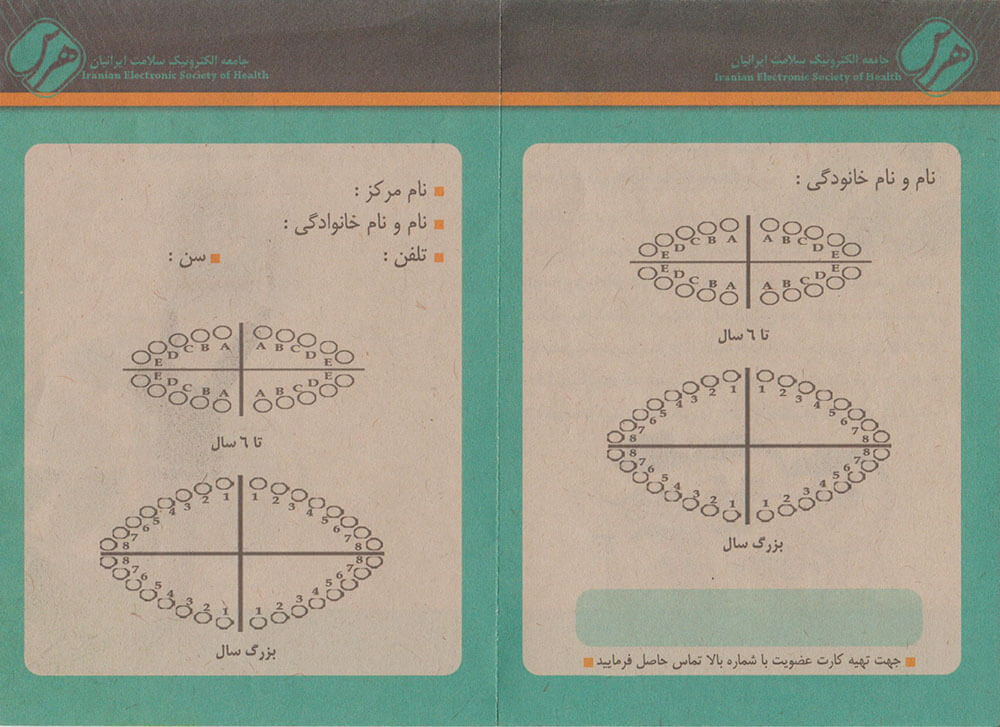 جامعه الکترونیک سلامت ایرانیان
Iranian Electronic Society of Health
نام و نام خانودگی :
E D C B A A B C D E
E D C B A A B C D E
تا ٦ سال
8 7 6 5 4 3 2 1 1 2 3 4 5 6 7 8
8 7 6 5 4 3 2 1 1 2 3 4 5 6 7 8
بزرگ سال
جهت تهیه کارت عضویت با شماره بالا تماس حاصل فرمایید
جامعه الکترونیک سلامت ایرانیان
Iranian Electronic Society of Health
نام مرکز :
نام و نام خانوادگی :
تلفن : سن :
E D C B A A B C D E
E D C B A A B C D E
تا ٦ سال
8 7 6 5 4 3 2 1 1 2 3 4 5 6 7 8
8 7 6 5 4 3 2 1 1 2 3 4 5 6 7 8
بزرگ سال